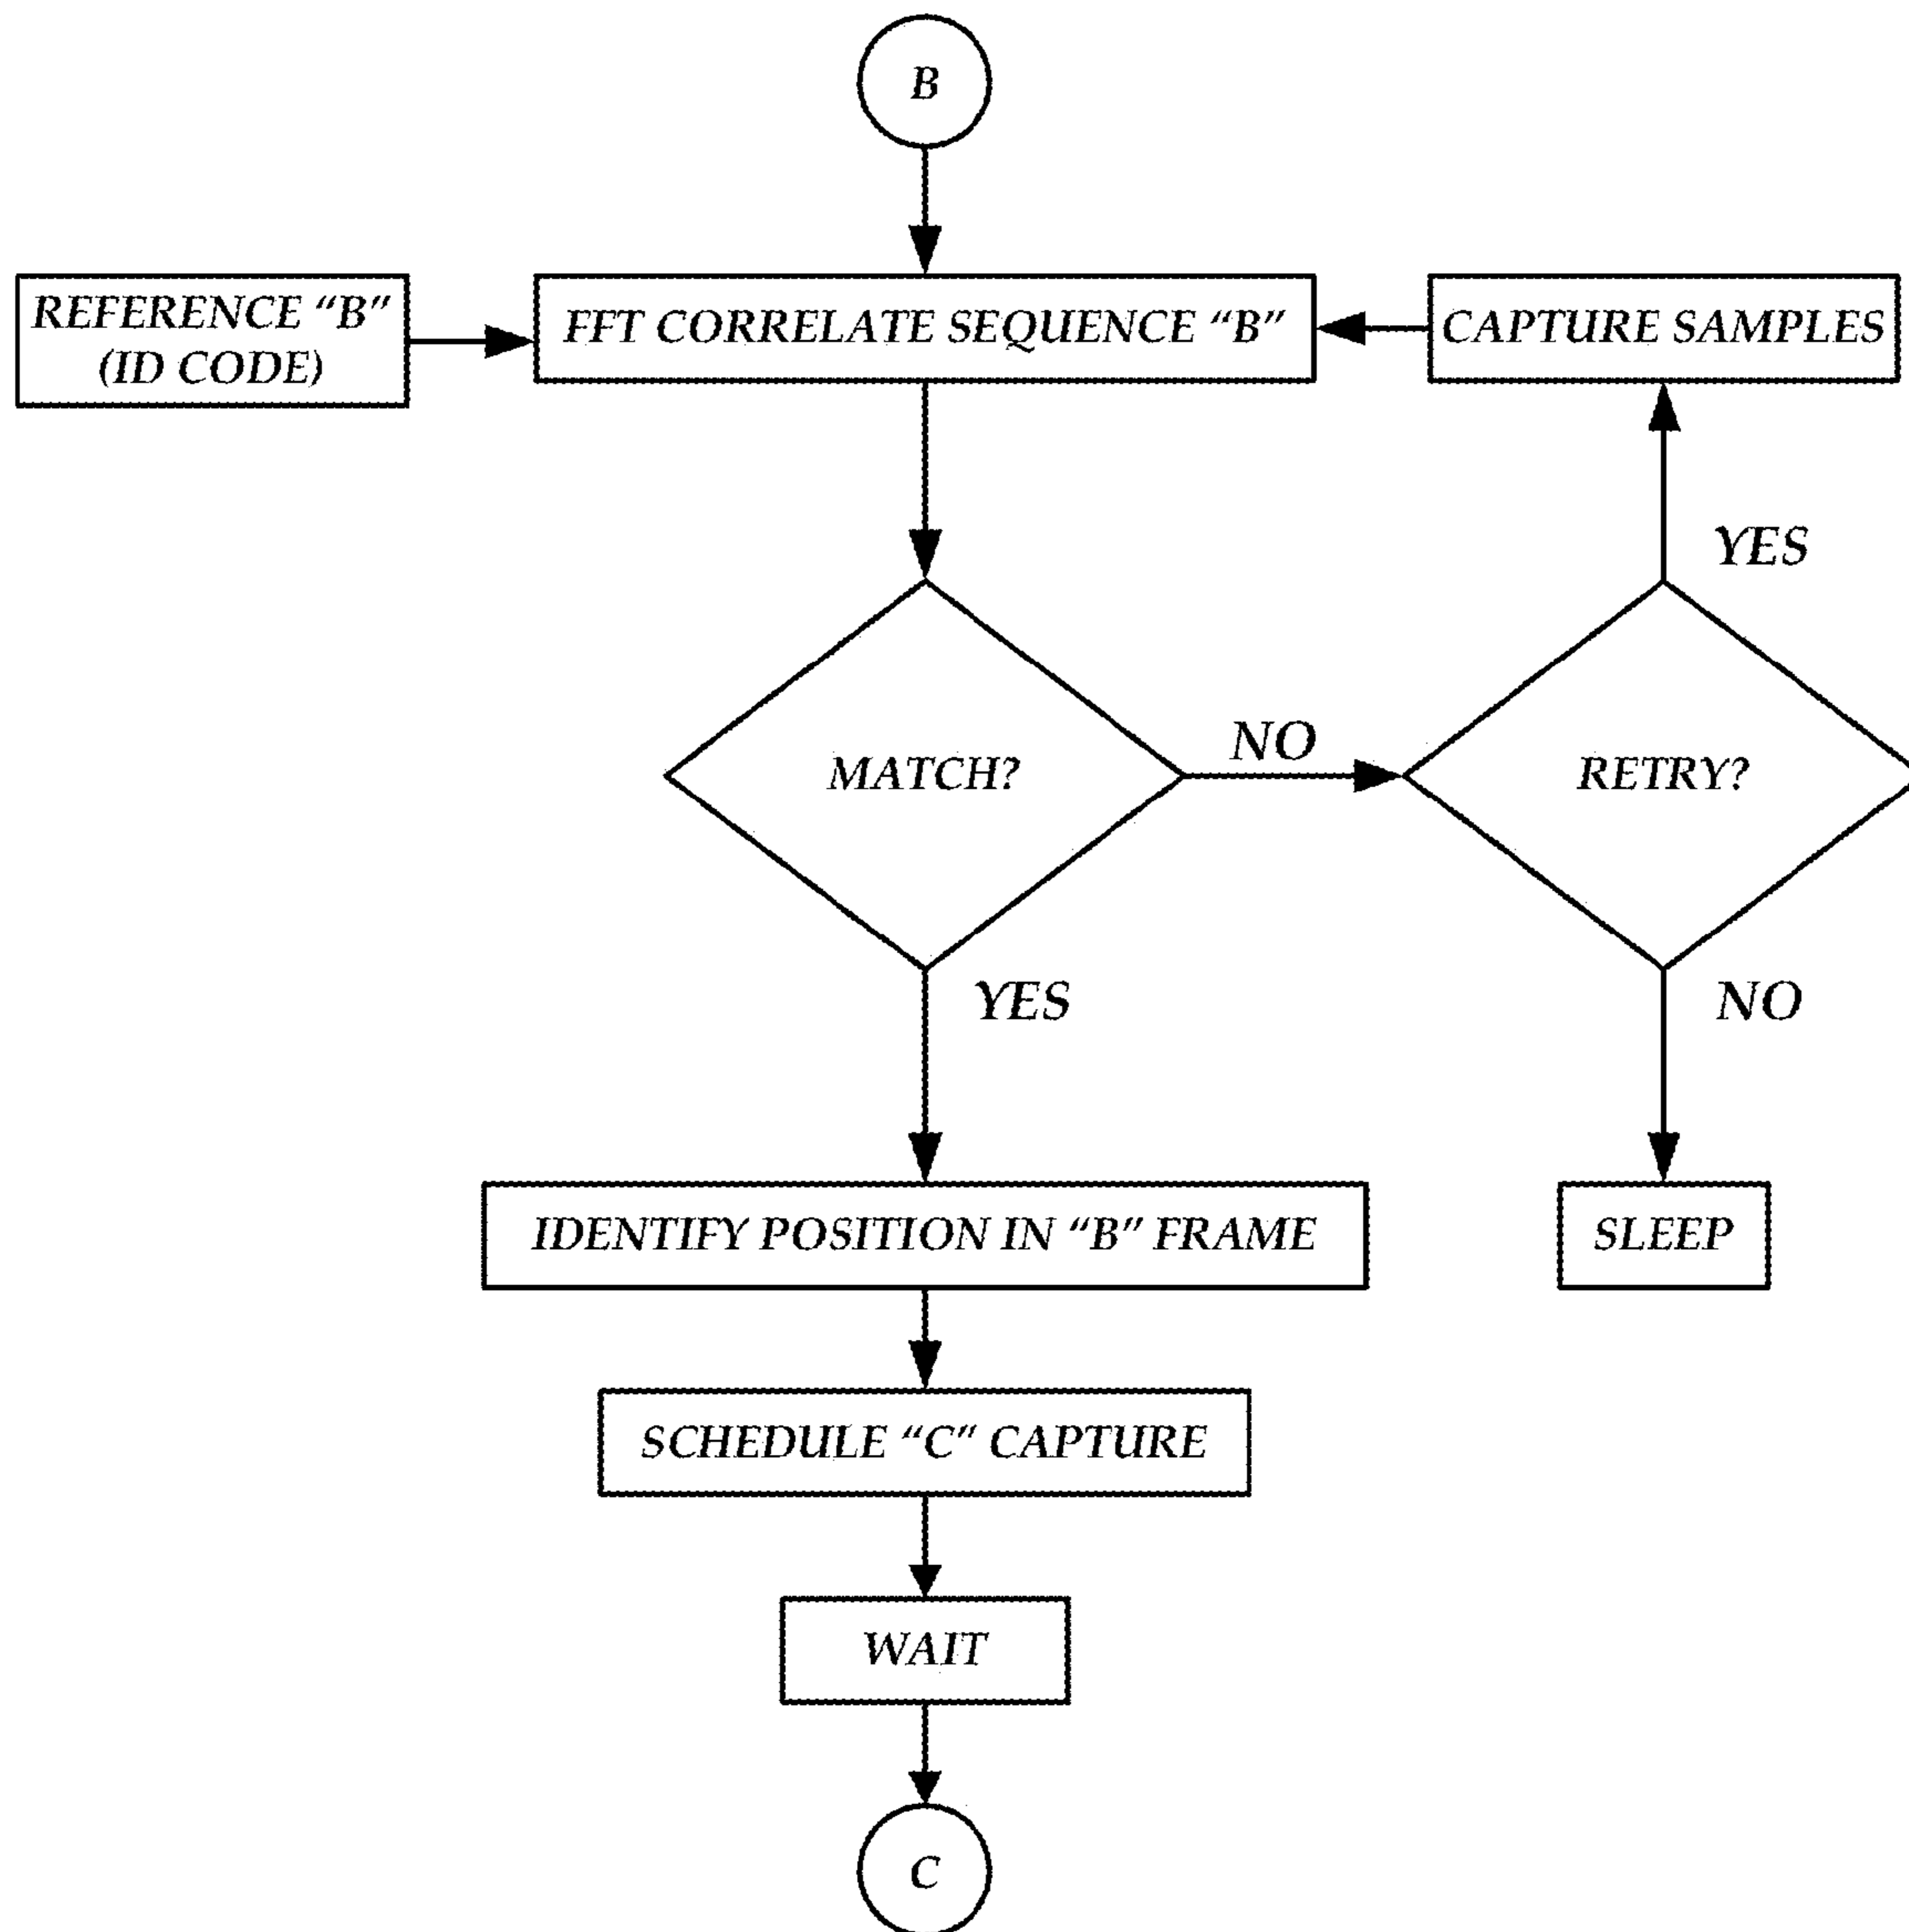 B
REFERENCE “B”
(ID CODE)
FFT CORRELATE SEQUENCE “B”
CAPTURE SAMPLES
YES
MATCH?
NO
RETRY?
YES
NO
IDENTIFY POSITION IN “B” FRAME
SLEEP
SCHEDULE “C” CAPTURE
WAIT
C